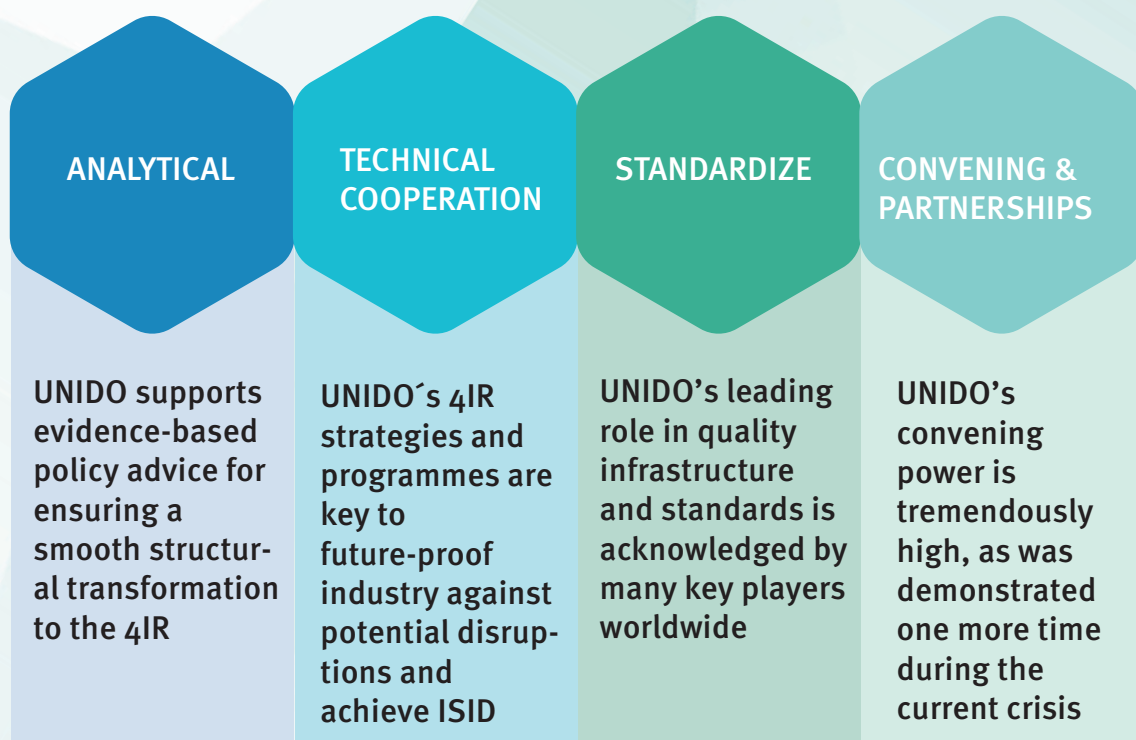 ANALYTICAL
UNIDO supports
evidence-based
policy advice for
ensuring a
smooth structur-
al transformation
to the 4IR
TECHNICAL
COOPERATION
UNIDO´s 4IR
strategies and
programmes are
key to
future-proof
industry against
potential disrup-
tions and
achieve ISID
STANDARDIZE
UNIDO’s leading
role in quality
infrastructure
and standards is
acknowledged by
many key players
worldwide
CONVENING &
PARTNERSHIPS
UNIDO’s
convening
power is
tremendously
high, as was
demonstrated
one more time
during the
current crisis